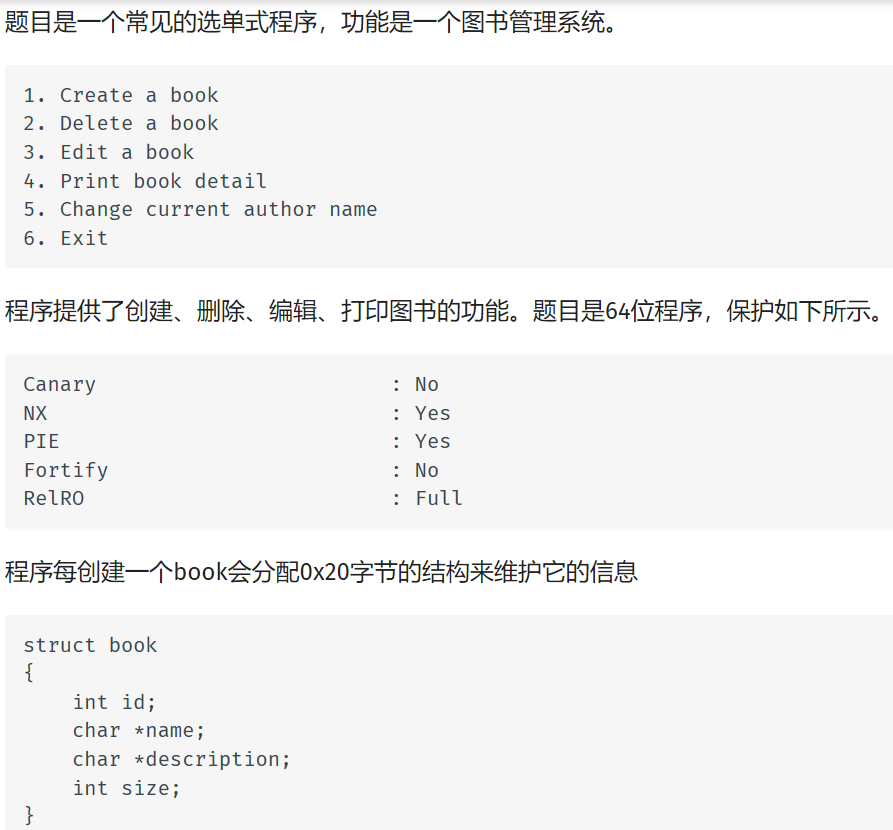 题目是一个常见的选单式程序，功能是一个图书管理系统。
1. Create a book
2. Delete a book
3. Edit a book
4. Print book detail
5. Change current author name
6. Exit
程序提供了创建、删除、编辑、打印图书的功能。题目是64位程序，保护如下所示。
Canary                        : No
NX                            : Yes
PIE                           : Yes
Fortify                       : No
RelRO                         : Full
程序每创建一个book会分配0x20字节的结构来维护它的信息
struct book
{
    int id;
    char *name;
    char *description;
    int size;
}